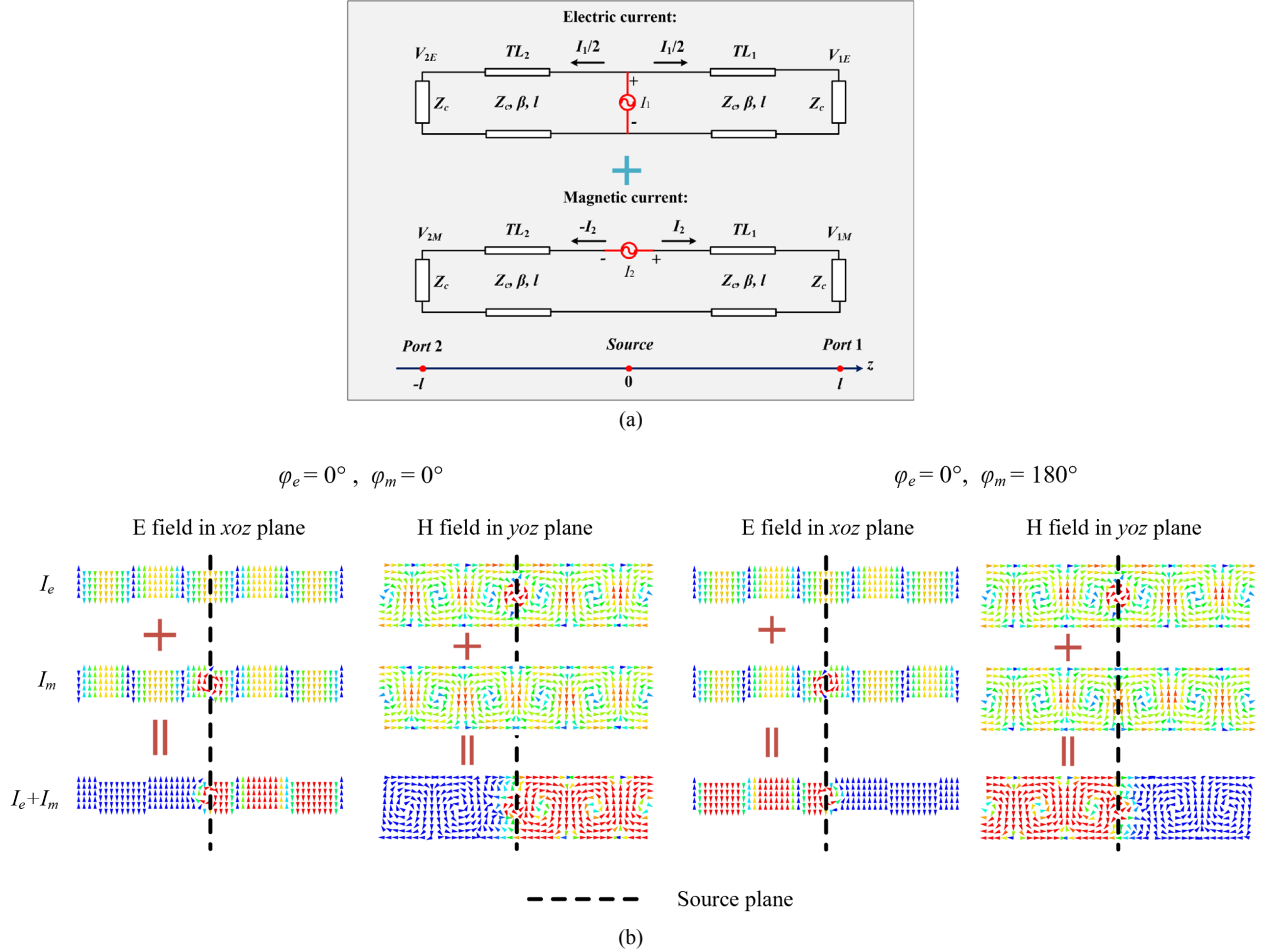 Electric current:
V2E TL2 I1/2 I1/2 TL1 V1E
+
Zc Zc, β, l I1 Zc, β, l Zc
-
+
Magnetic current:
V2M TL2 -I2 I2 TL1 V1M
- +
I2
Zc Zc, β, l Zc, β, l Zc
Port 2 Source Port 1
z
-l 0 l
(a)
φe = 0° , φm = 0° φe = 0°, φm = 180°
E field in xoz plane H field in yoz plane E field in xoz plane H field in yoz plane
Ie
+ + + +
Im
= = = =
Ie+Im
Source plane
(b)